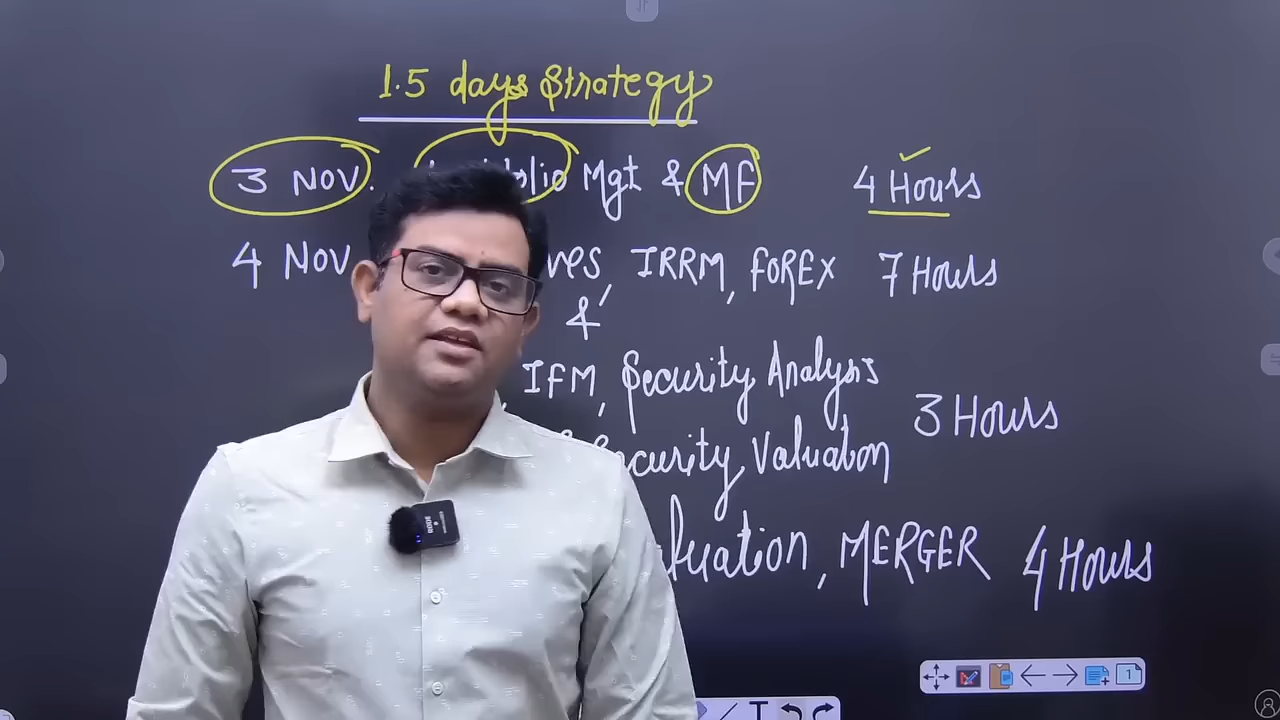 1.5 days Strategy
3 NOV. Mgt & MF 4 Hours
4 Nov IRRM, FOREX 7 Hours
&
IFM, Security Analysis
3 Hours
Security Valuation
MERGER 4 Hours
T
1